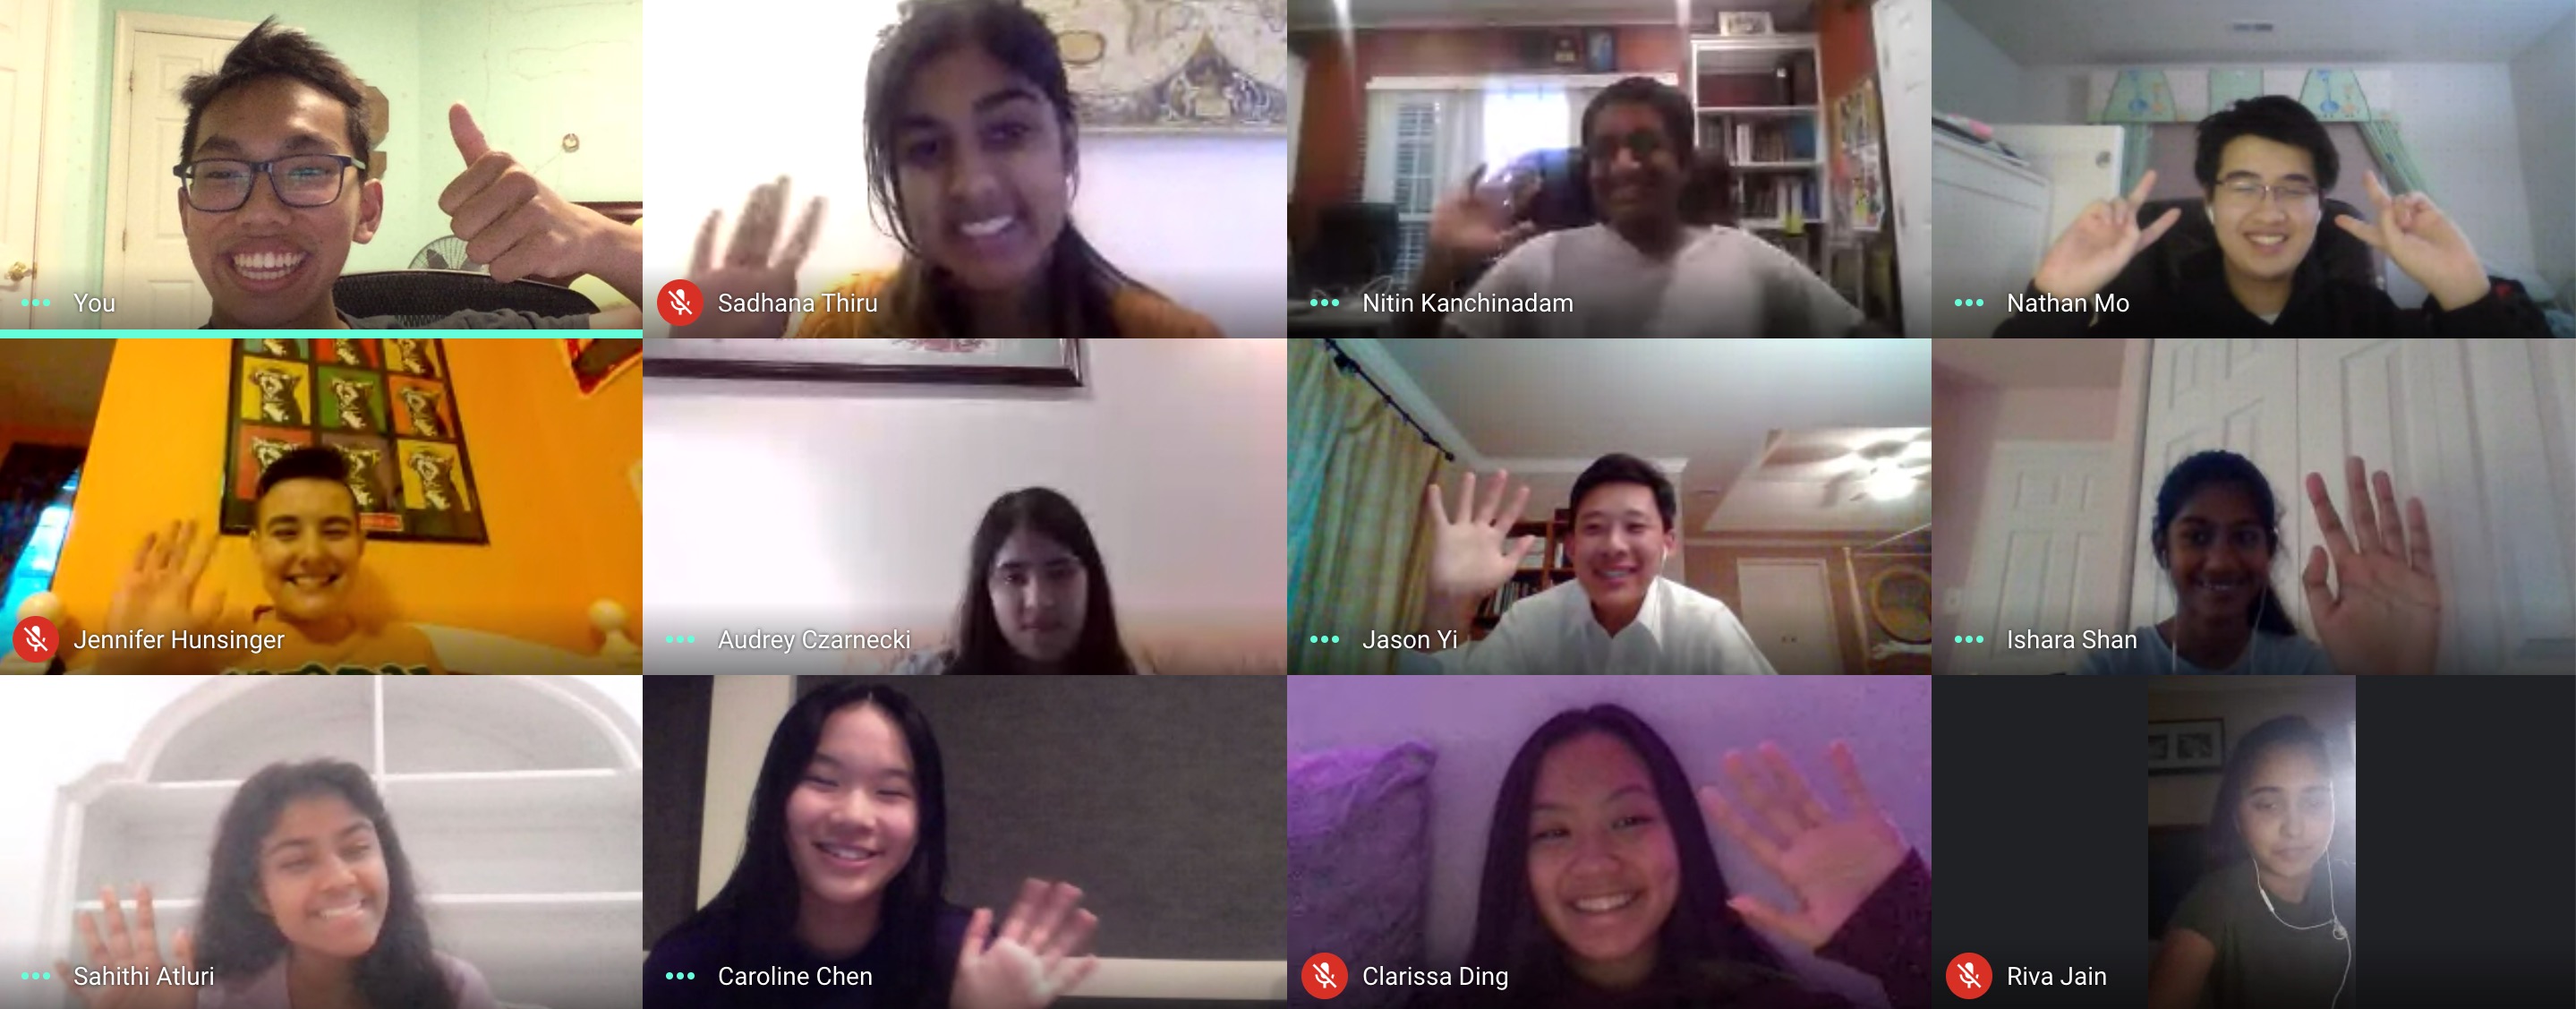 You
Sadhana Thiru
Nitin Kanchinadam
Nathan Mo
Jennifer Hunsinger
Audrey Czarnecki
Jason Yi
Ishara Shan
Sahithi Atluri
Caroline Chen
Clarissa Ding
Riva Jain